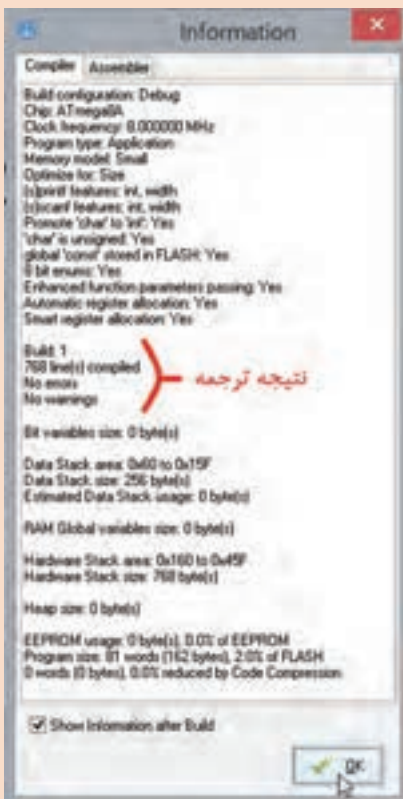 Information
Compiler Assembler
Build configuration: Debug
Chip: ATmega8A
Clock frequency: 8.000000 MHz
Program type: Application
Memory model: Small
Optimize for: Size
(s)printf features: int, width
(s)scanf features: int, width
Promote 'char' to 'int': Yes
'char' is unsigned: Yes
global 'const' stored in FLASH: Yes
8 bit enums: Yes
Enhanced function parameters passing: Yes
Automatic register allocation: Yes
Smart register allocation: Yes
Build: 1
768 line(s) compiled
No errors
No warnings
نتیجه ترجمه
Bit variables size: 0 byte(s)
Data Stack area: 0x60 to 0x15F
Data Stack size: 256 byte(s)
Estimated Data Stack usage: 0 byte(s)
RAM Global variables size: 0 byte(s)
Hardware Stack area: 0x160 to 0x45F
Hardware Stack size: 768 byte(s)
Heap size: 0 byte(s)
EEPROM usage: 0 byte(s), 0.0% of EEPROM
Program size: 81 words (162 bytes), 2.0% of FLASH
0 words (0 bytes), 0.0% reduced by Code Compression
Show Information after Build
OK